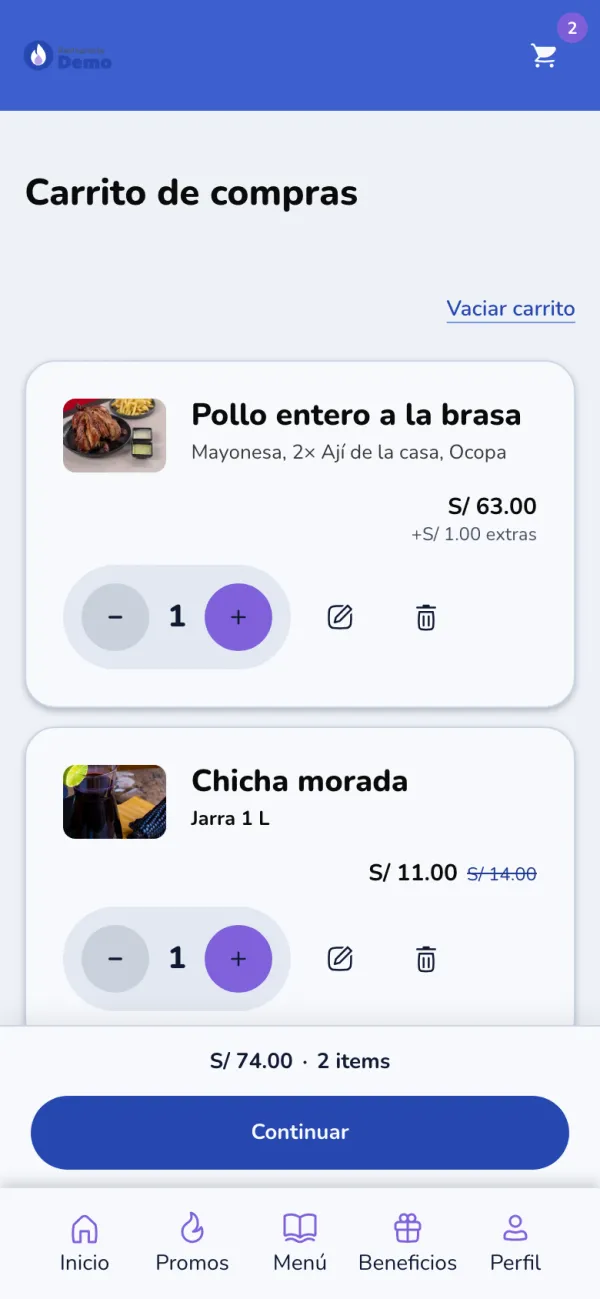 2
Demo
Carrito de compras
Vaciar carrito
Pollo entero a la brasa
Mayonesa, 2× Ají de la casa, Ocopa
S/ 63.00
+S/ 1.00 extras
− 1 +
Chicha morada
Jarra 1 L
S/ 11.00 S/ 14.00
− 1 +
S/ 74.00 · 2 items
Continuar
Inicio Promos Menú Beneficios Perfil